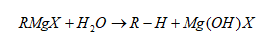 RMgX + H₂O → R − H + Mg(OH)X